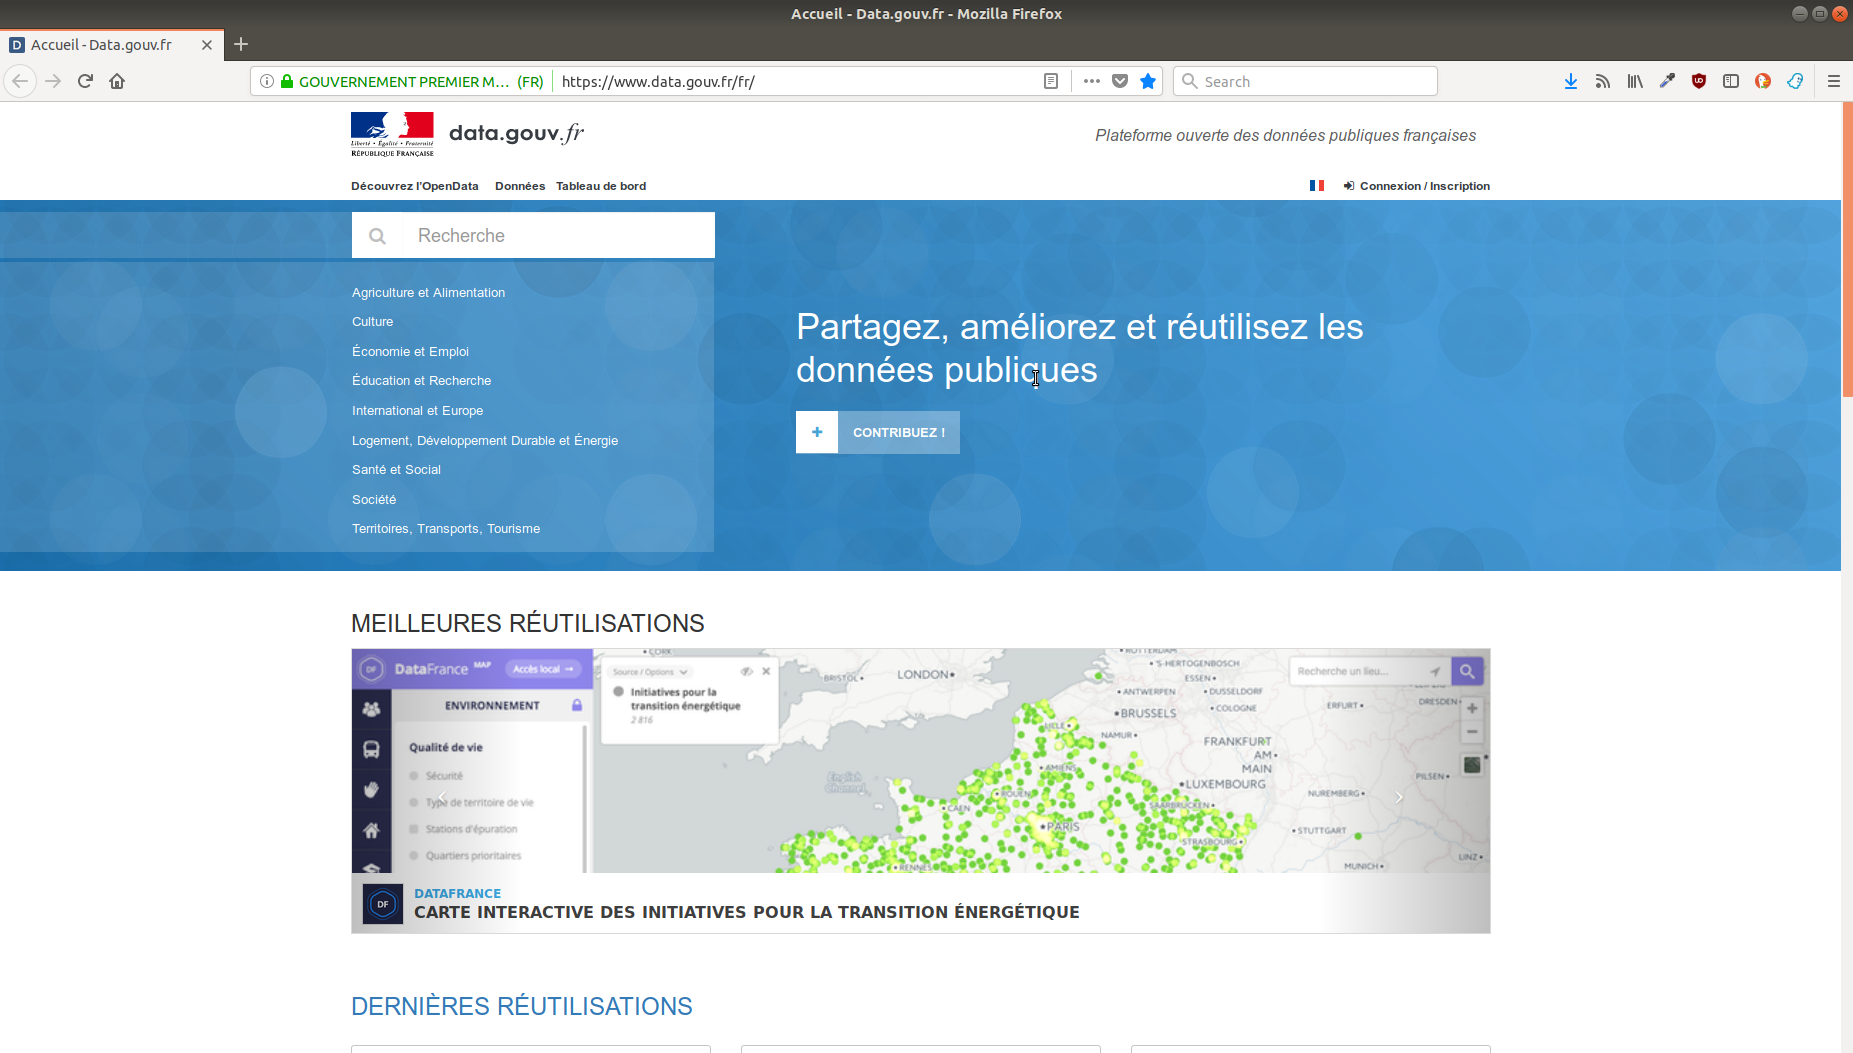 Accueil - Data.gouv.fr - Mozilla Firefox
Accueil - Data.gouv.fr
GOUVERNEMENT PREMIER M… (FR)
https://www.data.gouv.fr/fr/
Search
Liberté • Égalité • Fraternité
RÉPUBLIQUE FRANÇAISE
data.gouv.fr
Plateforme ouverte des données publiques françaises
Découvrez l'OpenData
Données
Tableau de bord
Connexion / Inscription
Recherche
Agriculture et Alimentation
Culture
Économie et Emploi
Éducation et Recherche
International et Europe
Logement, Développement Durable et Énergie
Santé et Social
Société
Territoires, Transports, Tourisme
Partagez, améliorez et réutilisez les
données publiques
CONTRIBUEZ !
MEILLEURES RÉUTILISATIONS
DF
DataFrance MAP
Accès local →
ENVIRONNEMENT
Qualité de vie
Sécurité
Type de territoire de vie
Stations d'épuration
Quartiers prioritaires
Source / Options
Initiatives pour la
transition énergétique
2 816
Recherche un lieu...
CORK
BRISTOL
LONDON
ROTTERDAM
'S-HERTOGENBOSCH
ESSEN
ANTWERPEN
DUSSELDORF
COLOGNE
BRUSSELS
ERFURT
DRESDEN
LILLE
NAMUR
FRANKFURT
AM
MAIN
AMIENS
LUXEMBOURG
PILSEN
English
Channel
ROUEN
NUREMBERG
CAEN
SAARBRÜCKEN
PARIS
STUTTGART
STRASBOURG
RENNES
MUNICH
LINZ
DF
DATAFRANCE
CARTE INTERACTIVE DES INITIATIVES POUR LA TRANSITION ÉNERGÉTIQUE
DERNIÈRES RÉUTILISATIONS